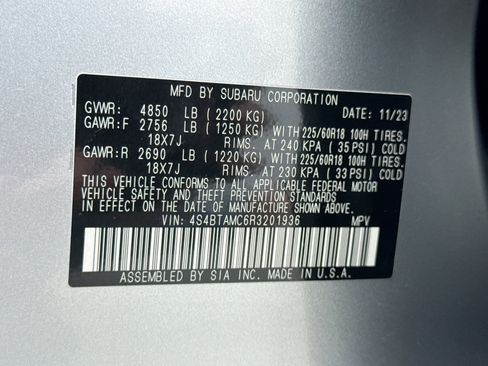 MFD BY SUBARU CORPORATION
GVWR: 4850 LB (2200 KG) DATE: 11/23
GAWR:F 2756 LB (1250 KG) WITH 225/60R18 100H TIRES.
18X7J RIMS. AT 240 KPA (35 PSI) COLD
GAWR:R 2690 LB (1220 KG) WITH 225/60R18 100H TIRES.
18X7J RIMS. AT 230 KPA (33 PSI) COLD
THIS VEHICLE CONFORMS TO ALL APPLICABLE FEDERAL MOTOR
VEHICLE SAFETY AND THEFT PREVENTION STANDARDS
IN EFFECT ON THE DATE OF MANUFACTURE SHOWN ABOVE.
VIN: 4S4BTAMC6R3201936 MPV
ASSEMBLED BY SIA INC. MADE IN U.S.A.